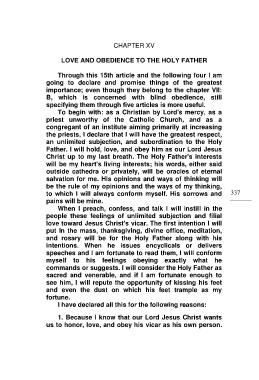 CHAPTER XV
LOVE AND OBEDIENCE TO THE HOLY FATHER
Through this 15th article and the following four I am
going to declare and promise things of the greatest
importance; even though they belong to the chapter VII:
B, which is concerned with blind obedience, still
specifying them through five articles is more useful.
To begin with: as a Christian by Lord's mercy, as a
priest unworthy of the Catholic Church, and as a
congregant of an institute aiming primarily at increasing
the priests, I declare that I will have the greatest respect,
an unlimited subjection, and subordination to the Holy
Father. I will hold, love, and obey him as our Lord Jesus
Christ up to my last breath. The Holy Father's interests
will be my heart's living interests; his words, either said
outside cathedra or privately, will be oracles of eternal
salvation for me. His opinions and ways of thinking will
be the rule of my opinions and the ways of my thinking,
to which I will always conform myself. His sorrows and
pains will be mine.
337
When I preach, confess, and talk I will instill in the
people these feelings of unlimited subjection and filial
love toward Jesus Christ's vicar. The first intention I will
put in the mass, thanksgiving, divine office, meditation,
and rosary will be for the Holy Father along with his
intentions. When he issues encyclicals or delivers
speeches and I am fortunate to read them, I will conform
myself to his feelings obeying exactly what he
commands or suggests. I will consider the Holy Father as
sacred and venerable, and if I am fortunate enough to
see him, I will repute the opportunity of kissing his feet
and even the dust on which his feet trample as my
fortune.
I have declared all this for the following reasons:
1. Because I know that our Lord Jesus Christ wants
us to honor, love, and obey his vicar as his own person.